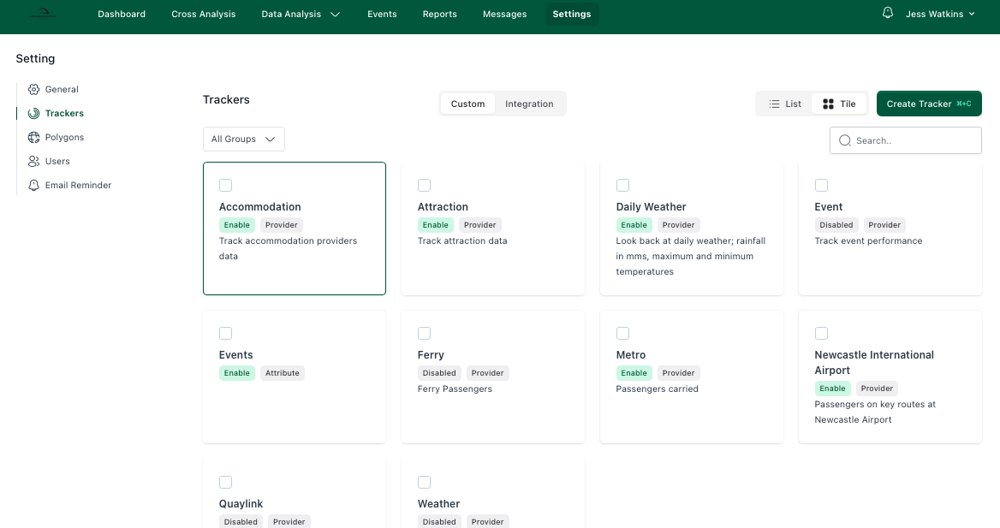 Dashboard Cross Analysis Data Analysis Events Reports Messages Settings Jess Watkins
Setting
General
Trackers
Polygons
Users
Email Reminder
Trackers
Custom Integration
List Tile
Create Tracker ⌘+C
All Groups
Search..
Accommodation
Enable Provider
Track accommodation providers
data
Attraction
Enable Provider
Track attraction data
Daily Weather
Enable Provider
Look back at daily weather; rainfall
in mms, maximum and minimum
temperatures
Event
Disabled Provider
Track event performance
Events
Enable Attribute
Ferry
Disabled Provider
Ferry Passengers
Metro
Enable Provider
Passengers carried
Newcastle International
Airport
Enable Provider
Passengers on key routes at
Newcastle Airport
Quaylink
Disabled Provider
Weather
Disabled Provider